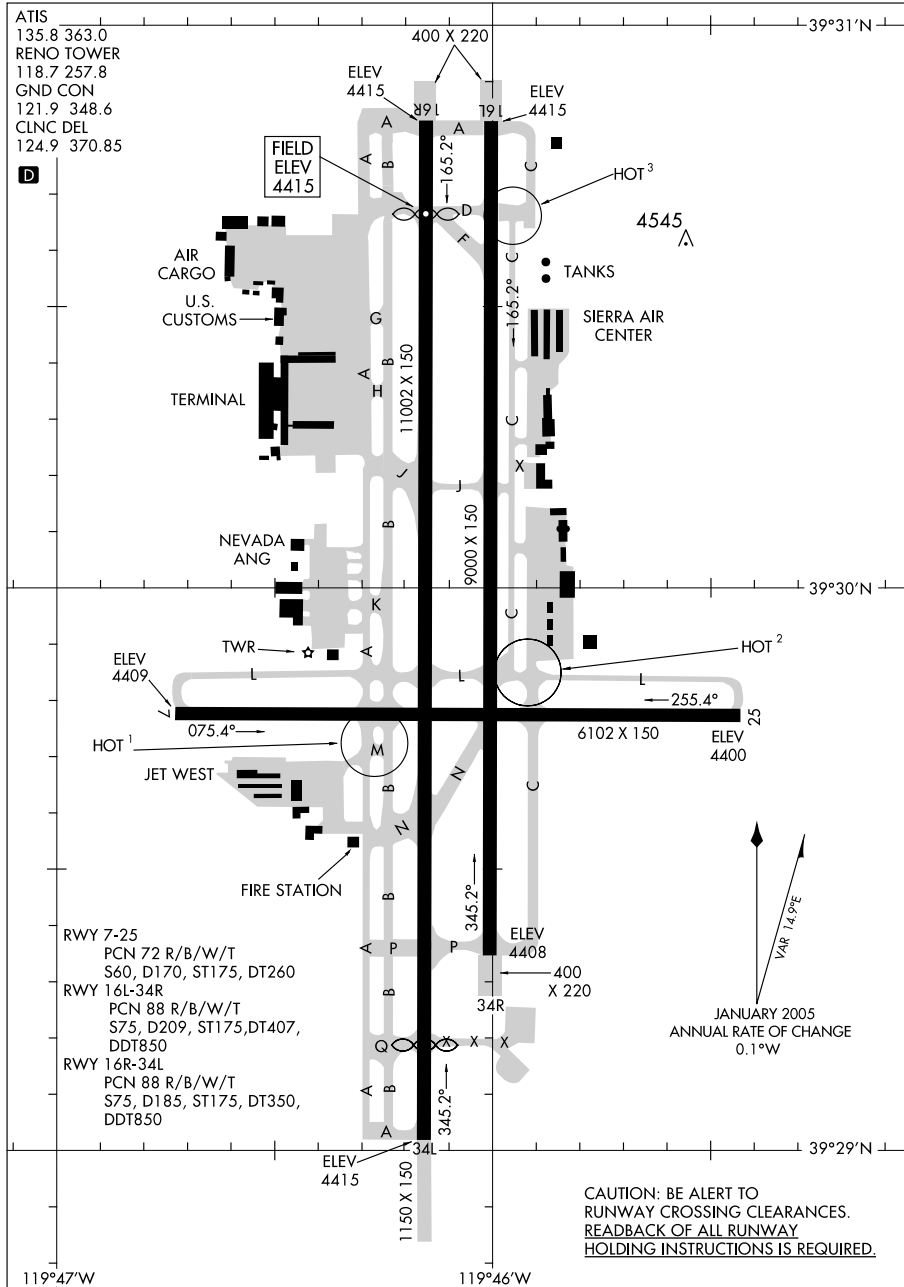 ATIS
135.8 363.0
RENO TOWER
118.7 257.8
GND CON
121.9 348.6
CLNC DEL
124.9 370.85
D
400 X 220
39°31'N
ELEV
4415
ELEV
4415
16R
16L
A
A
A
B
C
165.2°
FIELD
ELEV
4415
HOT 3
D
F
4545
C
AIR
CARGO
TANKS
165.2°
U.S.
CUSTOMS
G
SIERRA AIR
CENTER
B
A
H
11002 X 150
TERMINAL
C
J
X
J
B
9000 X 150
NEVADA
ANG
39°30'N
K
C
TWR
A
HOT 2
ELEV
4409
L
L
L
255.4°
7
25
075.4°
6102 X 150
ELEV
4400
HOT 1
M
JET WEST
N
B
C
N
FIRE STATION
345.2°
B
VAR 14.9°E
RWY 7-25
PCN 72 R/B/W/T
S60, D170, ST175, DT260
RWY 16L-34R
PCN 88 R/B/W/T
S75, D209, ST175,DT407,
DDT850
RWY 16R-34L
PCN 88 R/B/W/T
S75, D185, ST175, DT350,
DDT850
A
P
P
ELEV
4408
400
X 220
B
34R
JANUARY 2005
ANNUAL RATE OF CHANGE
0.1°W
Q
X X X
A
B
345.2°
A
34L
39°29'N
ELEV
4415
1150 X 150
CAUTION: BE ALERT TO
RUNWAY CROSSING CLEARANCES.
READBACK OF ALL RUNWAY
HOLDING INSTRUCTIONS IS REQUIRED.
119°47'W
119°46'W